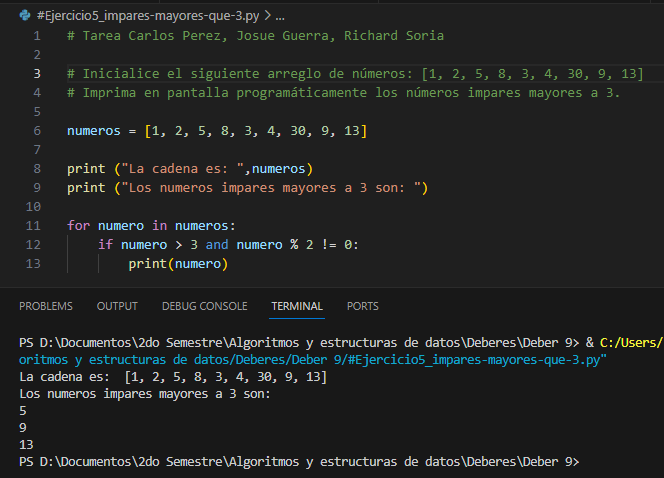 #Ejercicio5_impares-mayores-que-3.py > ...
1 # Tarea Carlos Perez, Josue Guerra, Richard Soria
2
3 # Inicialice el siguiente arreglo de números: [1, 2, 5, 8, 3, 4, 30, 9, 13]
4 # Imprima en pantalla programáticamente los números impares mayores a 3.
5
6 numeros = [1, 2, 5, 8, 3, 4, 30, 9, 13]
7
8 print ("La cadena es: ",numeros)
9 print ("Los numeros impares mayores a 3 son: ")
10
11 for numero in numeros:
12     if numero > 3 and numero % 2 != 0:
13         print(numero)
PROBLEMS OUTPUT DEBUG CONSOLE TERMINAL PORTS
PS D:\Documentos\2do Semestre\Algoritmos y estructuras de datos\Deberes\Deber 9> & C:/Users/
oritmos y estructuras de datos/Deberes/Deber 9/#Ejercicio5_impares-mayores-que-3.py"
La cadena es:  [1, 2, 5, 8, 3, 4, 30, 9, 13]
Los numeros impares mayores a 3 son:
5
9
13
PS D:\Documentos\2do Semestre\Algoritmos y estructuras de datos\Deberes\Deber 9>